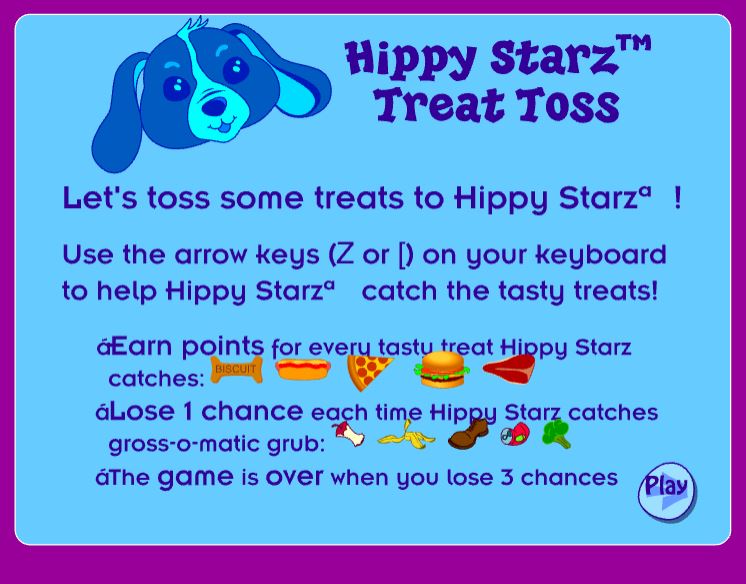 Hippy Starz™
Treat Toss
Let's toss some treats to Hippy Starzª !
Use the arrow keys (Z or [) on your keyboard
to help Hippy Starzª catch the tasty treats!
áEarn points for every tasty treat Hippy Starz
catches: BISCUIT
áLose 1 chance each time Hippy Starz catches
gross-o-matic grub:
áThe game is over when you lose 3 chances
Play